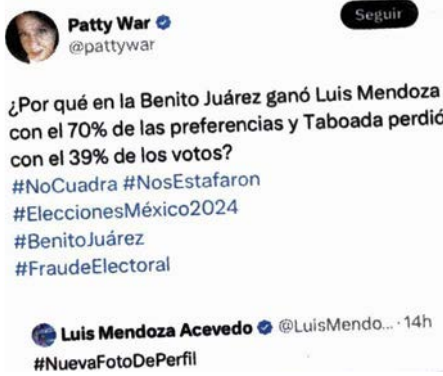 Patty War
Seguir
@pattywar
¿Por qué en la Benito Juárez ganó Luis Mendoza
con el 70% de las preferencias y Taboada perdió
con el 39% de los votos?
#NoCuadra #NosEstafaron
#EleccionesMéxico2024
#BenitoJuárez
#FraudeElectoral
Luis Mendoza Acevedo @LuisMendo... · 14h
#NuevaFotoDePerfil